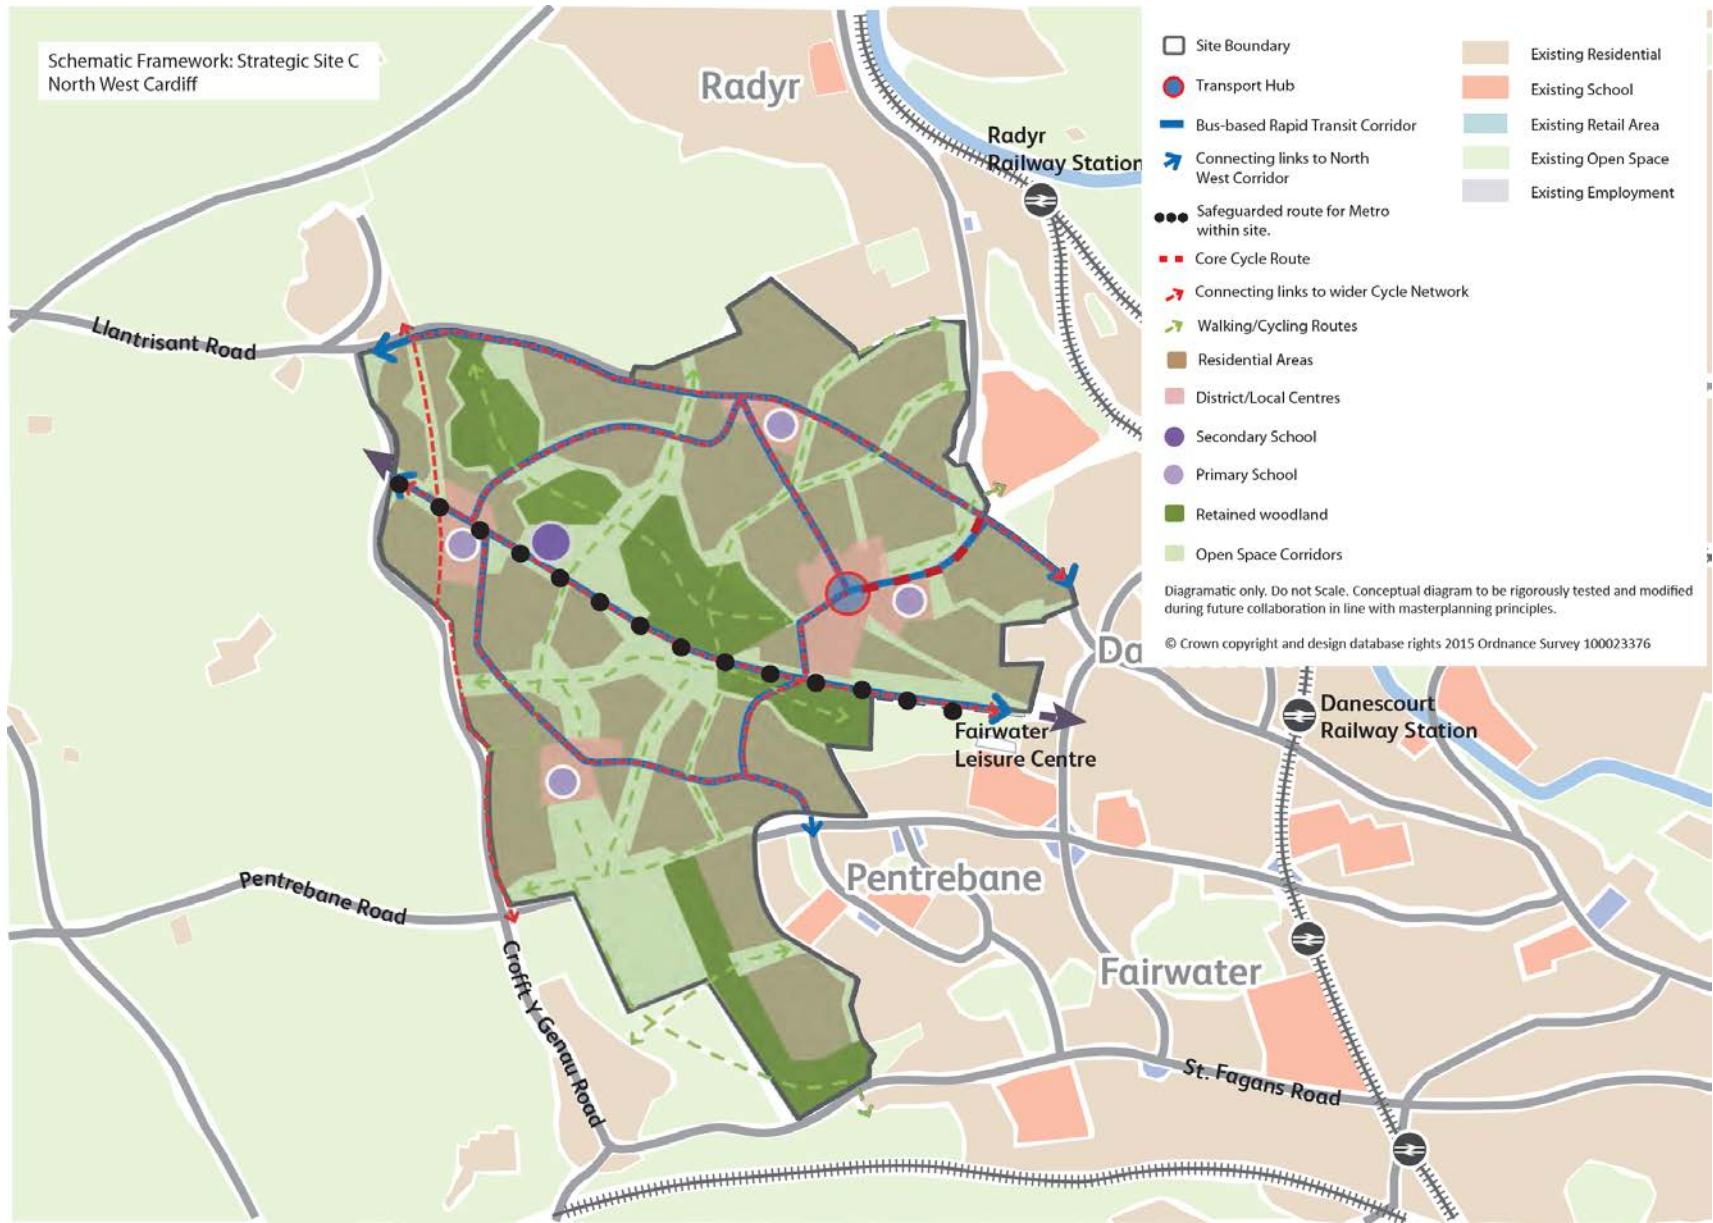 Schematic Framework: Strategic Site C
North West Cardiff
Radyr
Radyr
Railway Station
Llantrisant Road
Fairwater
Leisure Centre
Danescourt
Railway Station
Pentrebane
Pentrebane Road
Fairwater
Crofft Y Genau Road
St. Fagans Road
Site Boundary
Transport Hub
Bus-based Rapid Transit Corridor
Connecting links to North
West Corridor
Safeguarded route for Metro
within site.
Core Cycle Route
Connecting links to wider Cycle Network
Walking/Cycling Routes
Residential Areas
District/Local Centres
Secondary School
Primary School
Retained woodland
Open Space Corridors
Existing Residential
Existing School
Existing Retail Area
Existing Open Space
Existing Employment
Diagramatic only. Do not Scale. Conceptual diagram to be rigorously tested and modified
during future collaboration in line with masterplanning principles.
© Crown copyright and design database rights 2015 Ordnance Survey 100023376